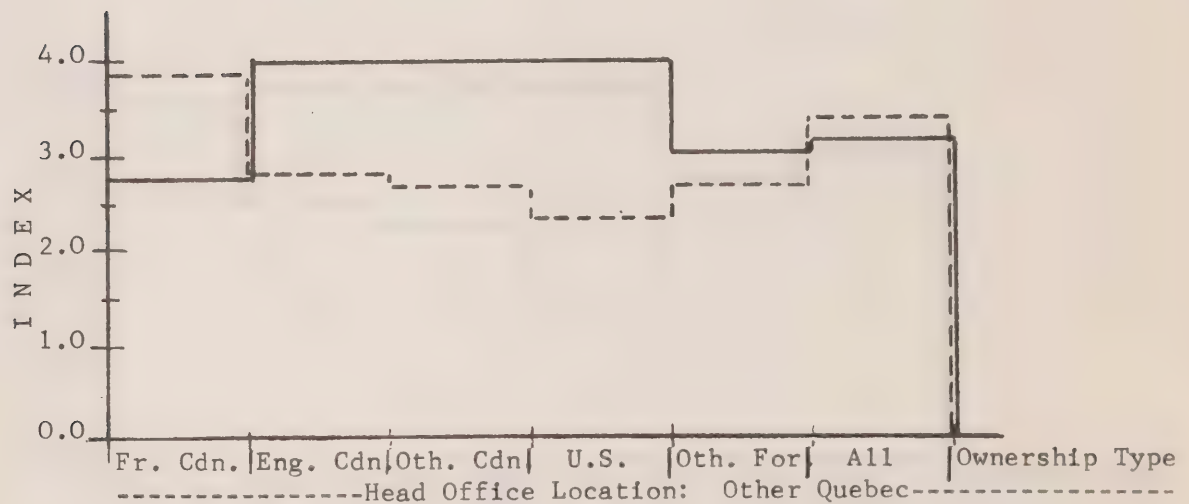 4.0
3.0
2.0
1.0
0.0
INDEX
Fr. Cdn. Eng. Cdn Oth. Cdn U.S. Oth. For All Ownership Type
Head Office Location: Other Quebec